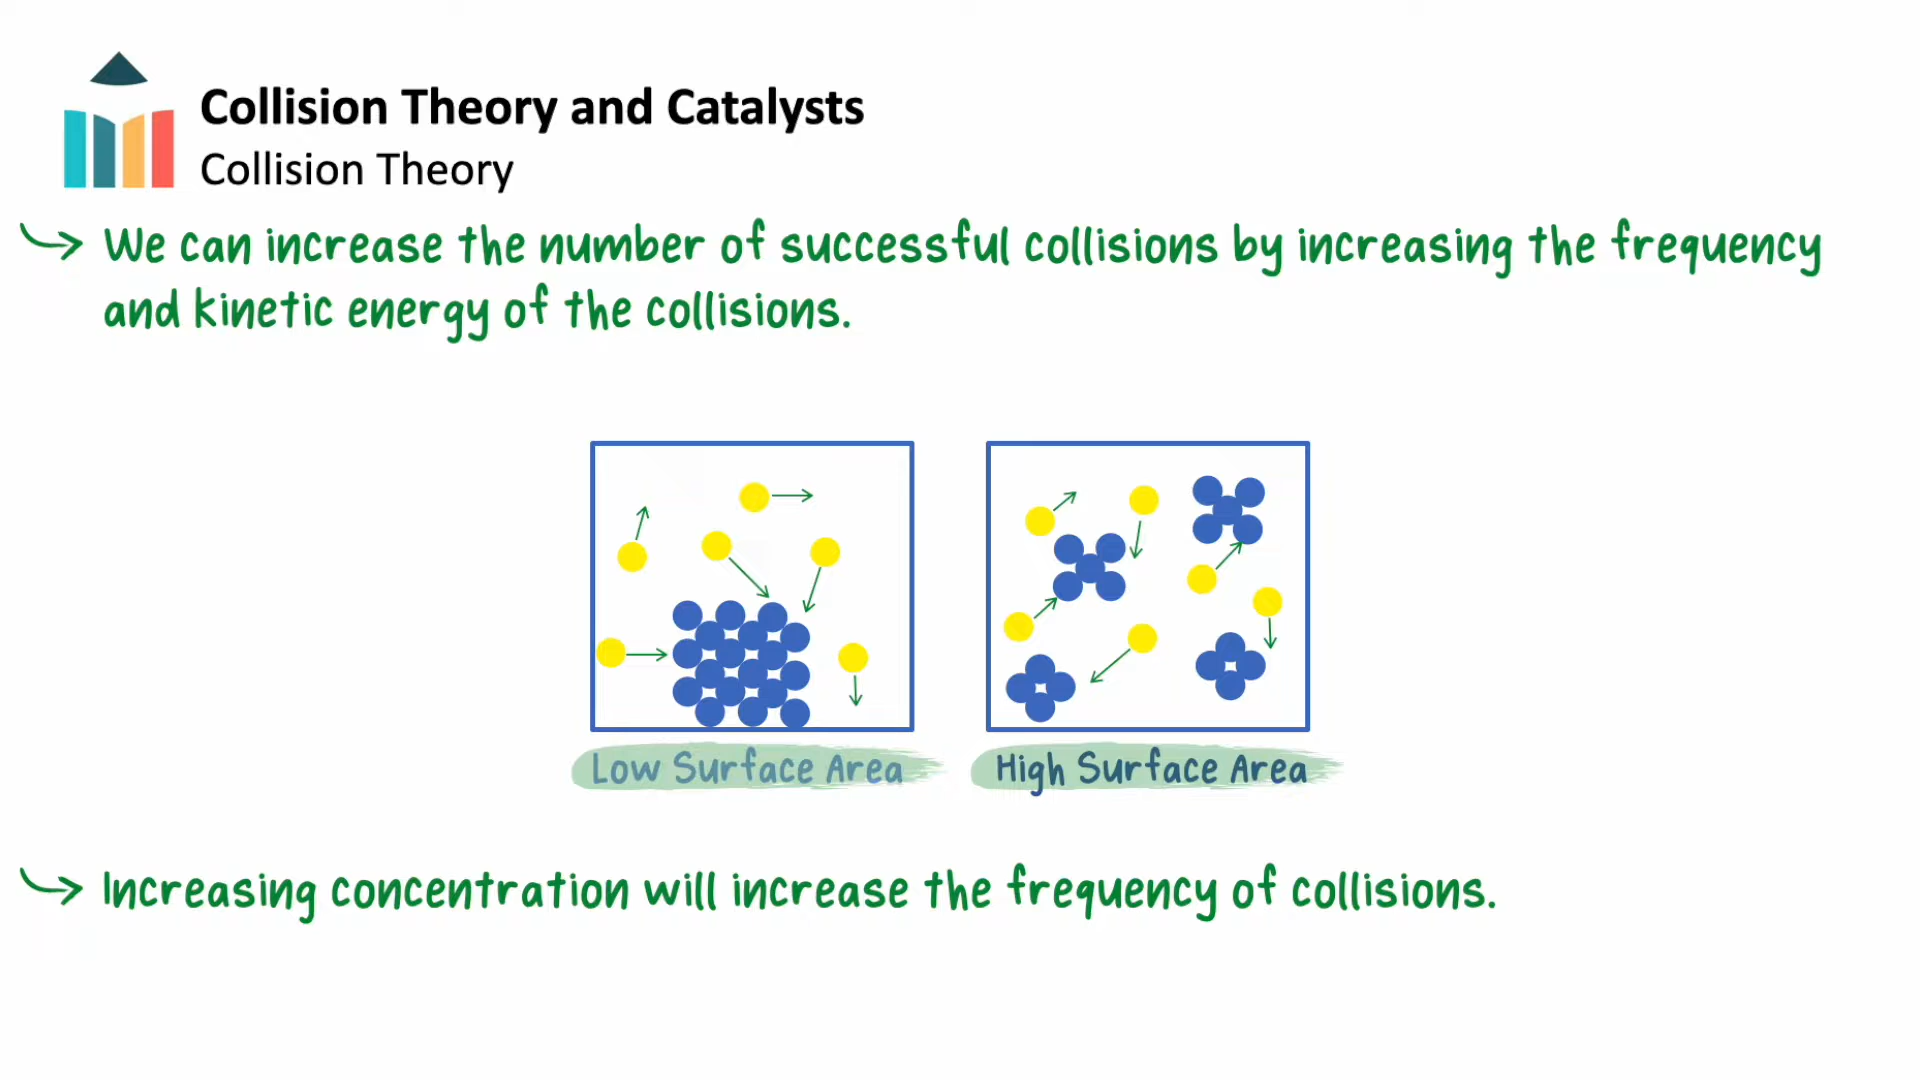 Collision Theory and Catalysts
Collision Theory
We can increase the number of successful collisions by increasing the frequency
and kinetic energy of the collisions.
Low Surface Area
High Surface Area
Increasing concentration will increase the frequency of collisions.